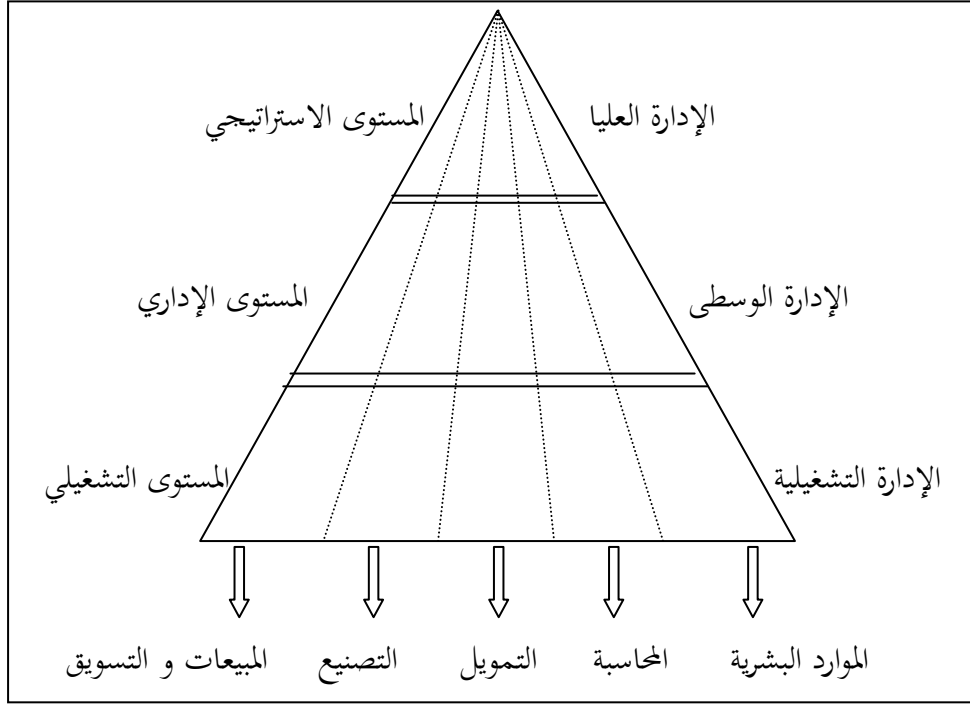 الإدارة العليا
المستوى الاستراتيجي
الإدارة الوسطى
المستوى الإداري
الإدارة التشغيلية
المستوى التشغيلي
الموارد البشرية
المحاسبة
التمويل
التصنيع
المبيعات و التسويق